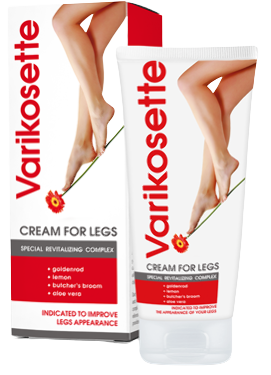 Varikosette
CREAM FOR LEGS
SPECIAL REVITALIZING COMPLEX
• goldenrod
• lemon
• butcher's broom
• aloe vera
INDICATED TO IMPROVE
LEGS APPEARANCE
Varikosette
CREAM FOR LEGS
SPECIAL REVITALIZING COMPLEX
• goldenrod
• lemon
• butcher's broom
• aloe vera
INDICATED TO IMPROVE
THE APPEARANCE OF YOUR LEGS